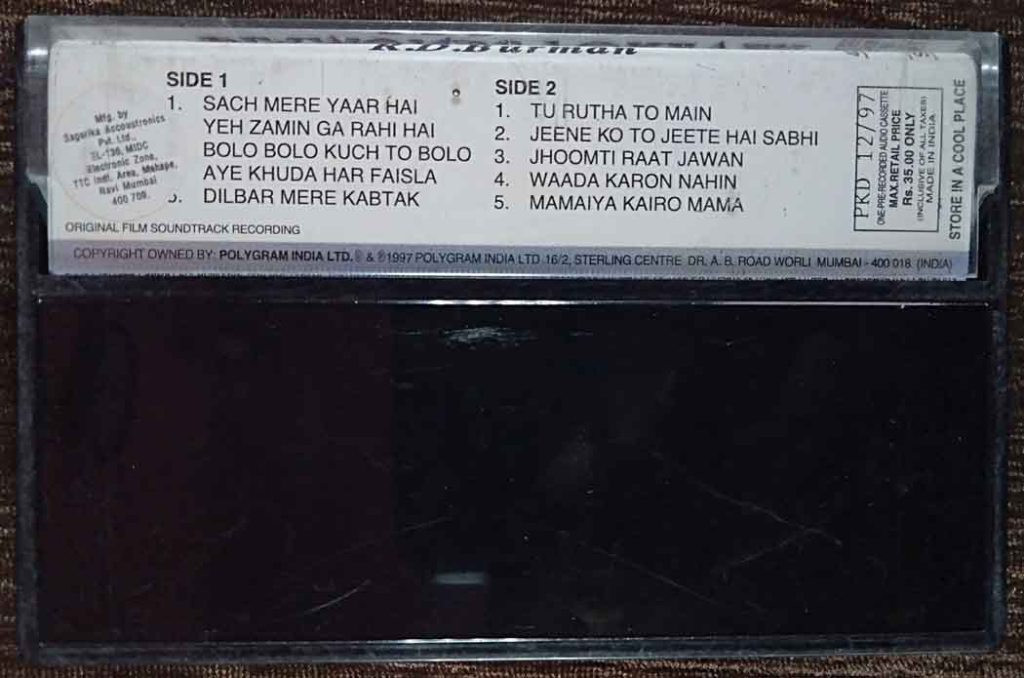 R.D.Burman
SIDE 1
1. SACH MERE YAAR HAI
YEH ZAMIN GA RAHI HAI
BOLO BOLO KUCH TO BOLO
AYE KHUDA HAR FAISLA
5. DILBAR MERE KABTAK
SIDE 2
1. TU RUTHA TO MAIN
2. JEENE KO TO JEETE HAI SABHI
3. JHOOMTI RAAT JAWAN
4. WAADA KARON NAHIN
5. MAMAIYA KAIRO MAMA
Mfg. by
Sagarika Accoustronics
Pvt. Ltd.,
EL-136, MIDC
Electronic Zone,
TTC Indl. Area, Mahape,
Navi Mumbai
400 709.
ORIGINAL FILM SOUNDTRACK RECORDING
PKD 12/97
ONE-PRE-RECORDED AUDIO CASSETTE
MAX.RETAIL PRICE
Rs. 35.00 ONLY
(INCLUSIVE OF ALL TAXES)
MADE IN INDIA
STORE IN A COOL PLACE
COPYRIGHT OWNED BY: POLYGRAM INDIA LTD. ℗ & ℗ 1997 POLYGRAM INDIA LTD. 16/2, STERLING CENTRE DR. A. B. ROAD WORLI MUMBAI - 400 018. (INDIA)